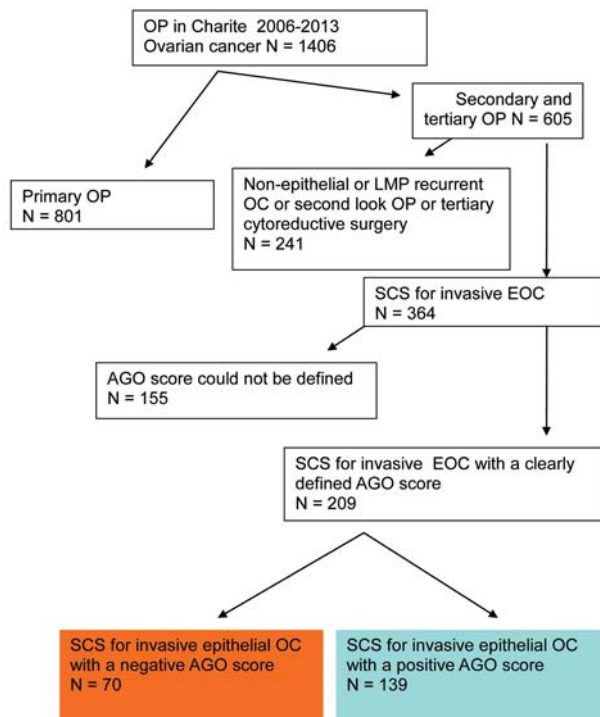 OP in Charite 2006-2013
Ovarian cancer N = 1406
Secondary and
tertiary OP N = 605
Primary OP
N = 801
Non-epithelial or LMP recurrent
OC or second look OP or tertiary
cytoreductive surgery
N = 241
SCS for invasive EOC
N = 364
AGO score could not be defined
N = 155
SCS for invasive EOC with a clearly
defined AGO score
N = 209
SCS for invasive epithelial OC
with a negative AGO score
N = 70
SCS for invasive epithelial OC
with a positive AGO score
N = 139